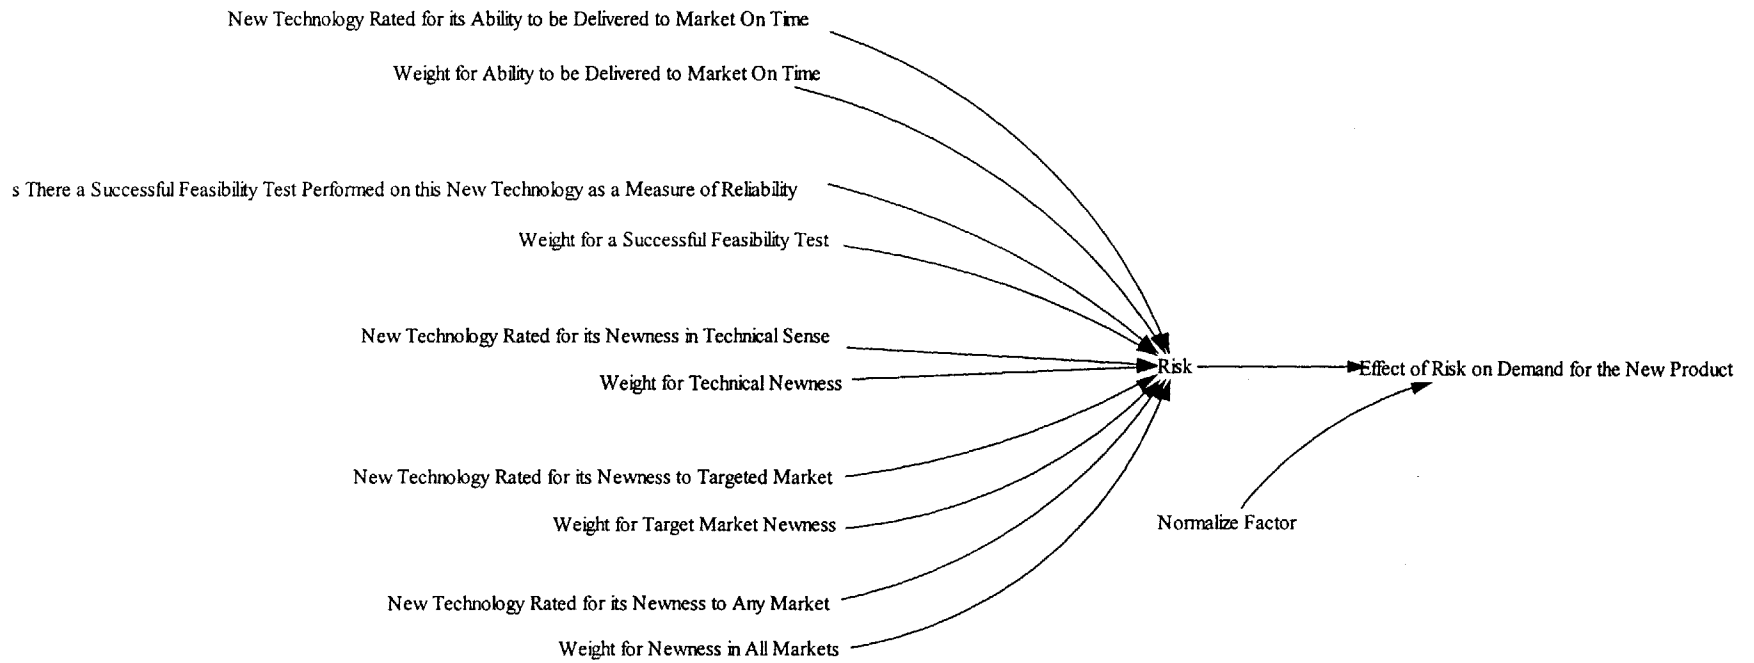 New Technology Rated for its Ability to be Delivered to Market On Time
Weight for Ability to be Delivered to Market On Time
s There a Successful Feasibility Test Performed on this New Technology as a Measure of Reliability
Weight for a Successful Feasibility Test
New Technology Rated for its Newness in Technical Sense
Weight for Technical Newness
Risk
Effect of Risk on Demand for the New Product
New Technology Rated for its Newness to Targeted Market
Weight for Target Market Newness
Normalize Factor
New Technology Rated for its Newness to Any Market
Weight for Newness in All Markets